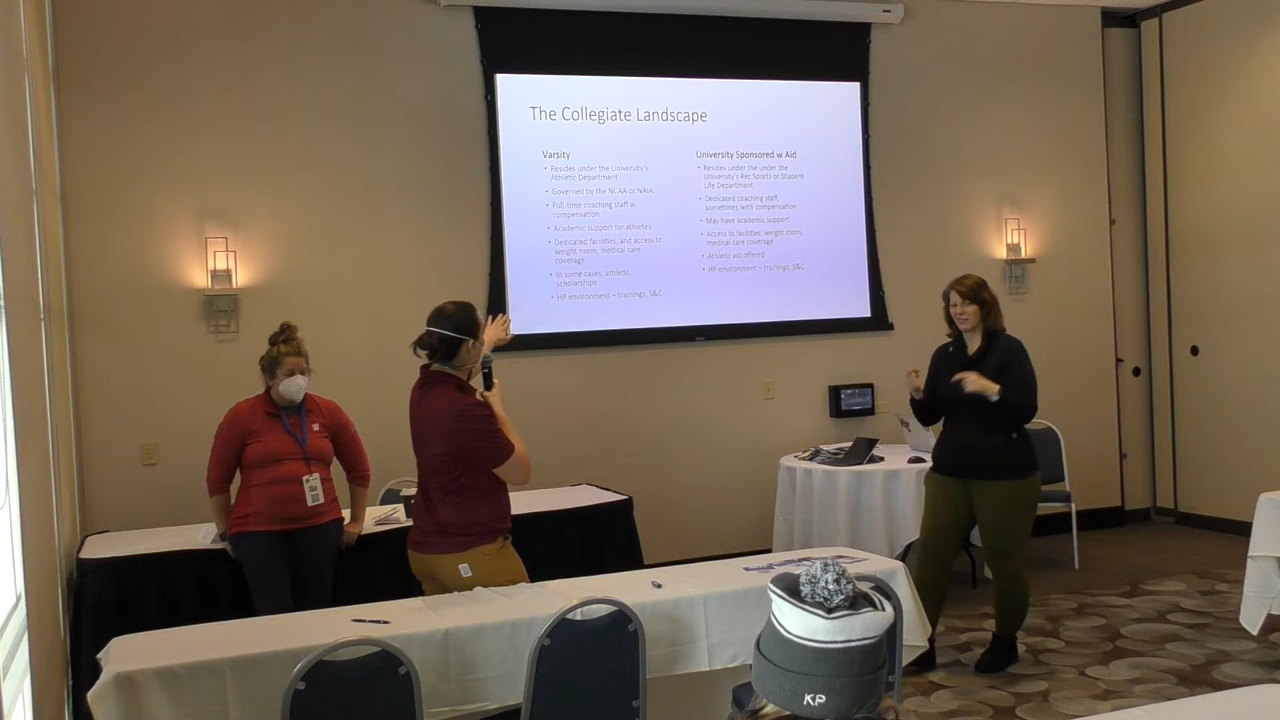 The Collegiate Landscape
Varsity
• Resides under the University's
Athletic Department
• Governed by the NCAA or NAIA
• Full-time coaching staff w
compensation
• Academic support for athletes
• Dedicated facilities, and access to
weight room, medical care
coverage
• In some cases, athletic
scholarships
• HP environment – trainings, S&C
University Sponsored w Aid
• Resides under the under the
University's Rec Sports or Student
Life Department
• Dedicated coaching staff,
sometimes with compensation
• May have academic support
• Access to facilities, weight room,
medical care coverage
• Athletic aid offered
• HP environment – trainings, S&C
KP